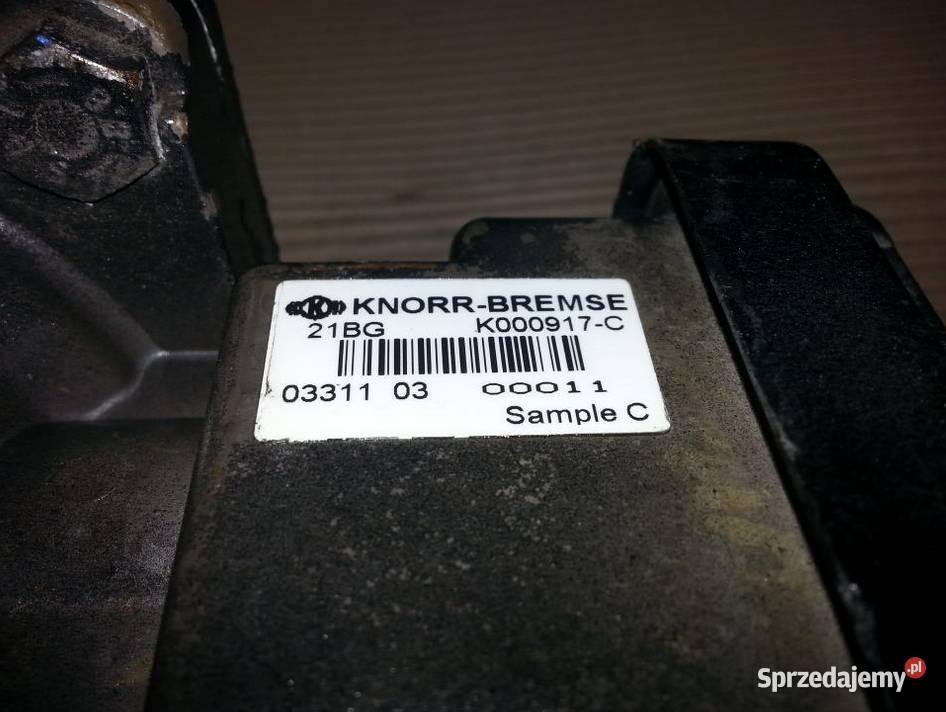 KNORR-BREMSE
21BG K000917-C
03311 03 00011
Sample C
Sprzedajemy.pl